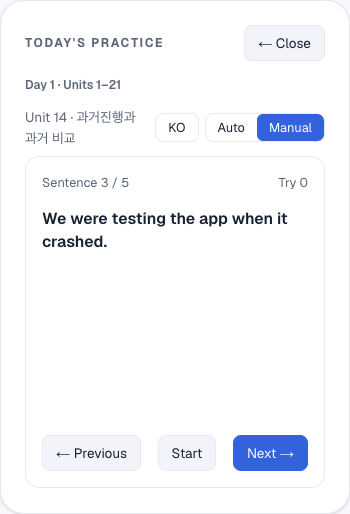 TODAY'S PRACTICE
← Close
Day 1 · Units 1–21
Unit 14 · 과거진행과
과거 비교
KO
Auto
Manual
Sentence 3 / 5
Try 0
We were testing the app when it
crashed.
← Previous
Start
Next →